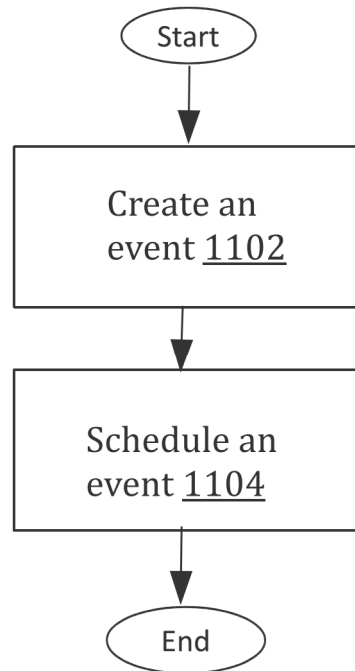 Start
Create an
event 1102
Schedule an
event 1104
End